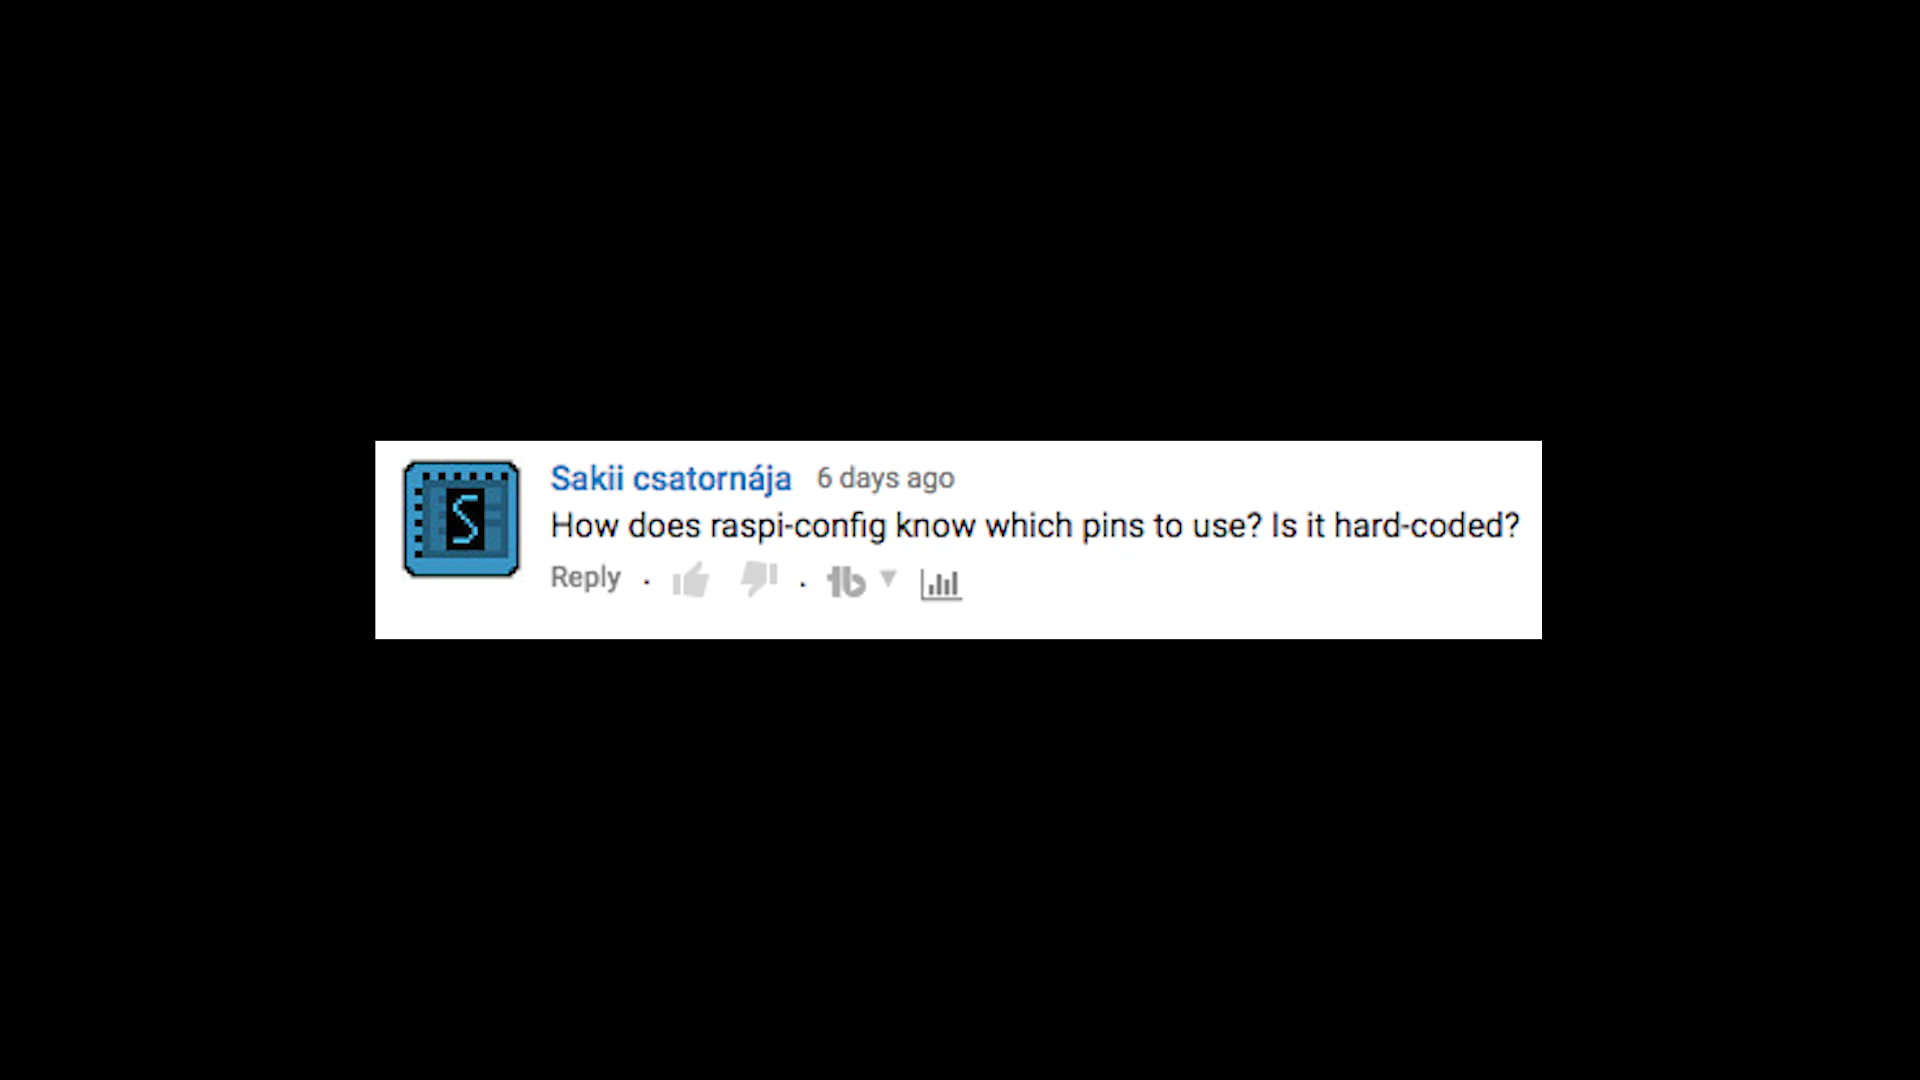 S
Sakii csatornája 6 days ago
How does raspi-config know which pins to use? Is it hard-coded?
Reply · · tb